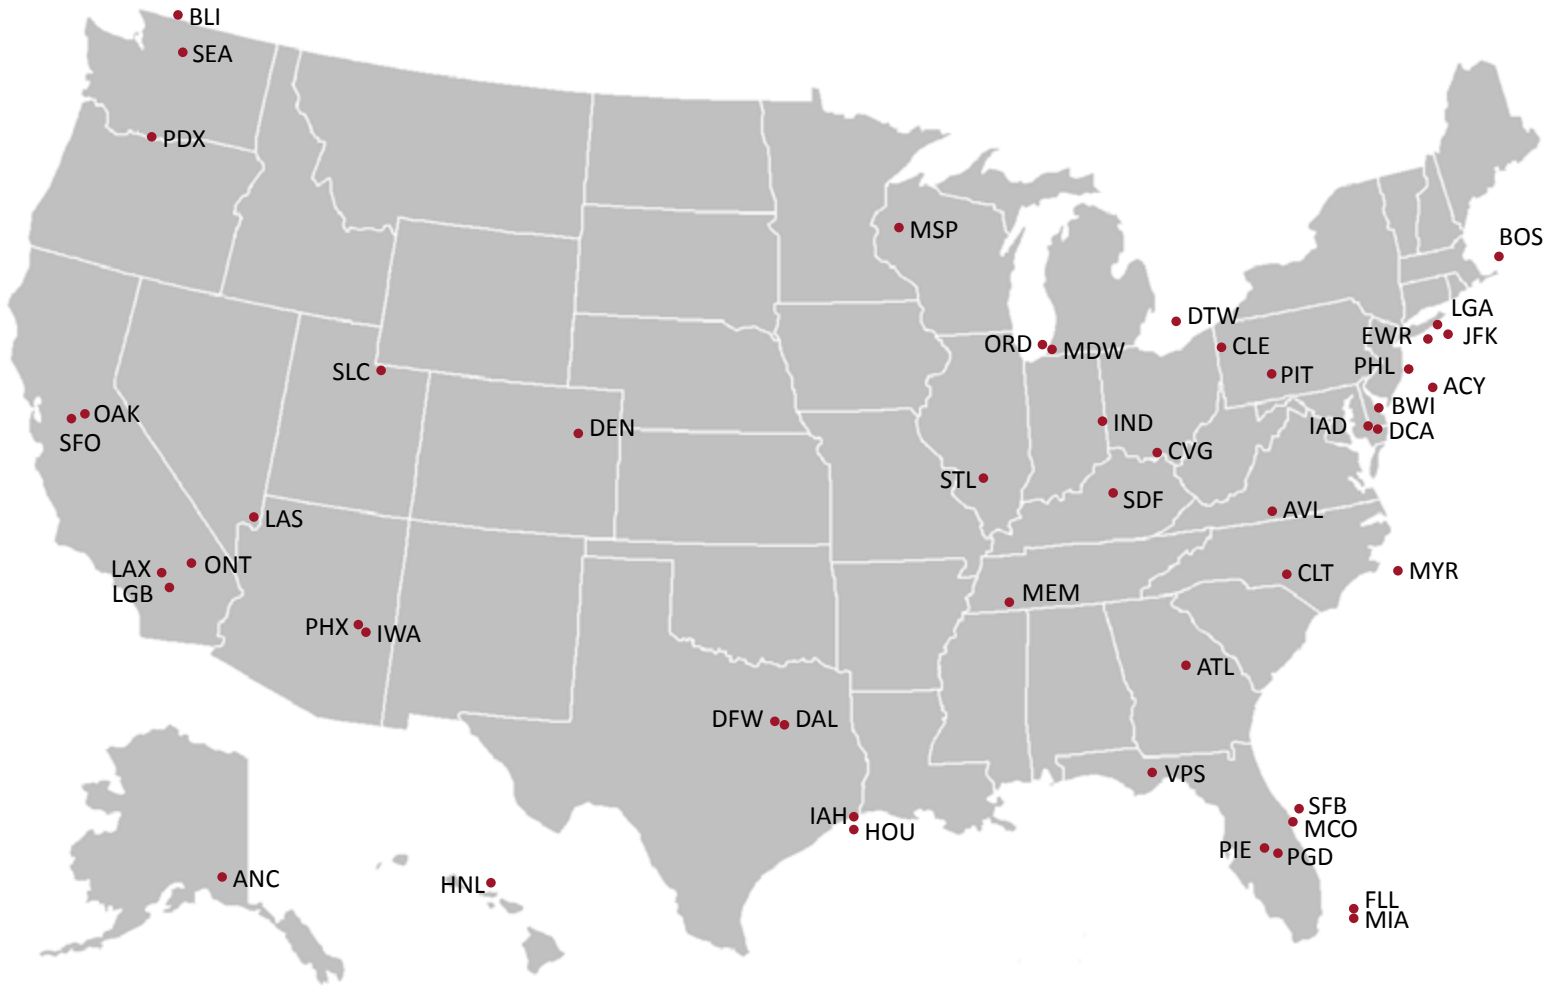 BLI
SEA
PDX
MSP
BOS
LGA
DTW
EWR
JFK
ORD
MDW
CLE
PHL
SLC
PIT
ACY
OAK
BWI
SFO
DEN
IND
IAD
DCA
CVG
STL
SDF
LAS
AVL
ONT
LAX
LGB
CLT
MYR
MEM
PHX
IWA
ATL
DFW
DAL
VPS
IAH
SFB
HOU
MCO
PIE
PGD
ANC
HNL
FLL
MIA